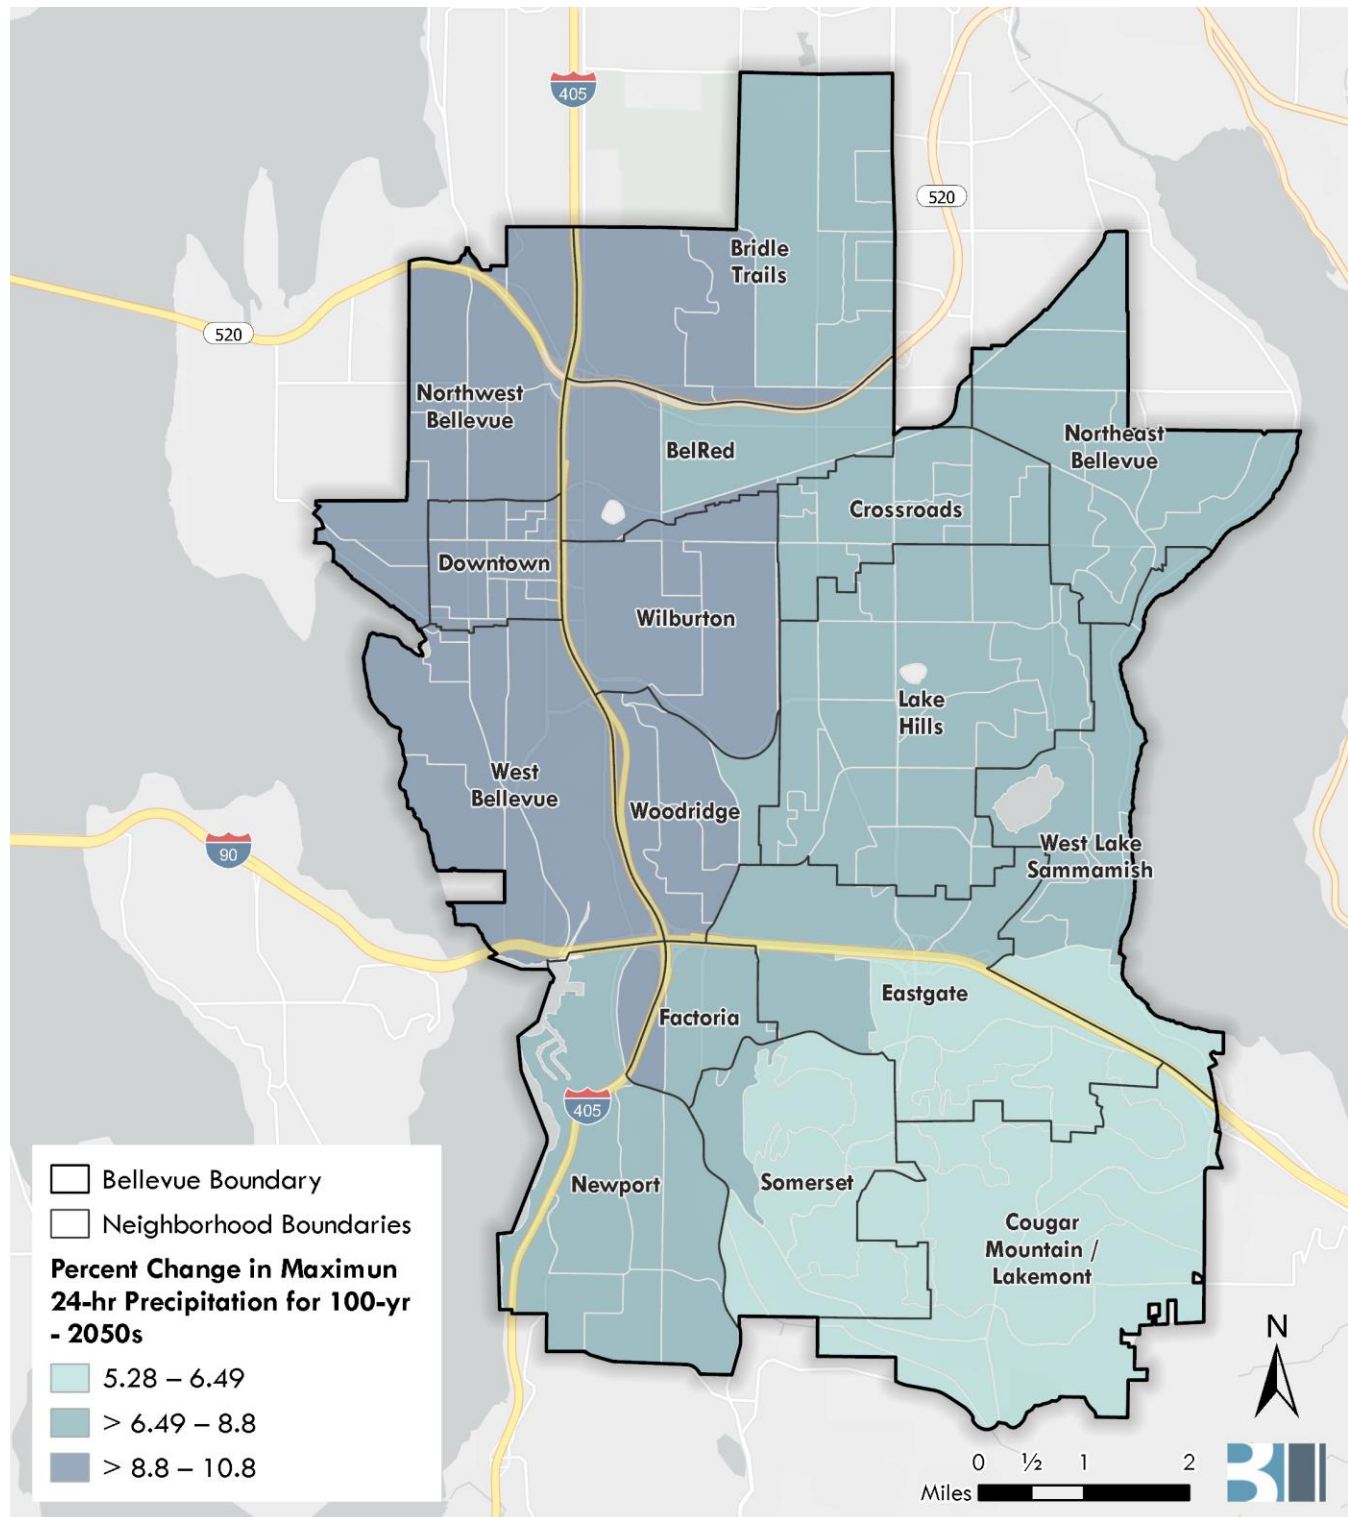 405
520
Bridle
Trails
520
Northwest
Bellevue
BelRed
Northeast
Bellevue
Crossroads
Downtown
Wilburton
Lake
Hills
West
Bellevue
Woodridge
90
West Lake
Sammamish
Eastgate
Factoria
405
Newport
Somerset
Cougar
Mountain /
Lakemont
Bellevue Boundary
Neighborhood Boundaries
Percent Change in Maximun
24-hr Precipitation for 100-yr
- 2050s
5.28 – 6.49
> 6.49 – 8.8
> 8.8 – 10.8
N
0 ½ 1 2
Miles